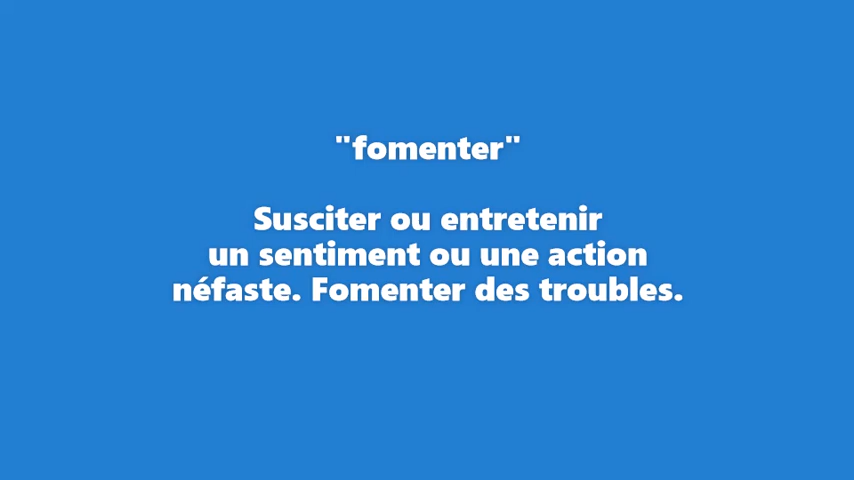 "fomenter"
Susciter ou entretenir
un sentiment ou une action
néfaste. Fomenter des troubles.